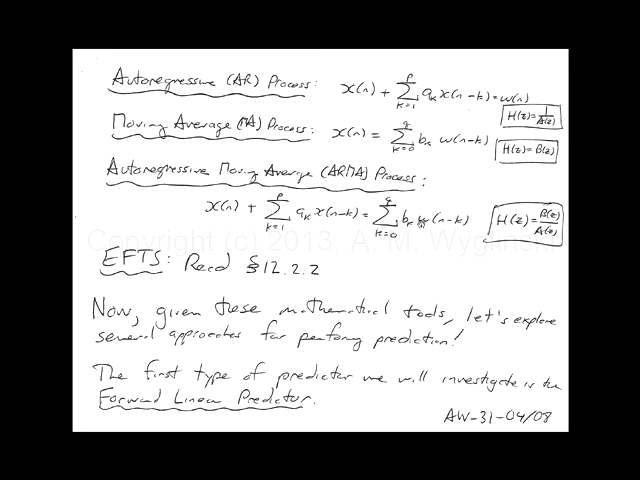 Autoregressive (AR) Process: x(n) + Σ_{k=1}^{p} a_k x(n-k) = w(n)
H(z) = 1/A(z)
Moving Average (MA) Process: x(n) = Σ_{k=0}^{q} b_k w(n-k)
H(z) = B(z)
Autoregressive Moving Average (ARMA) Process:
x(n) + Σ_{k=1}^{p} a_k x(n-k) = Σ_{k=0}^{q} b_k w(n-k)
H(z) = B(z)/A(z)
Copyright (c) 2013, A. M. Wyglinski
EFTS: Read §12.2.2
Now, given these mathematical tools, let's explore
several approaches for perfomy prediction!
The first type of predictor we will investigate is the
Forward Linear Predictor.
AW-31-04/08